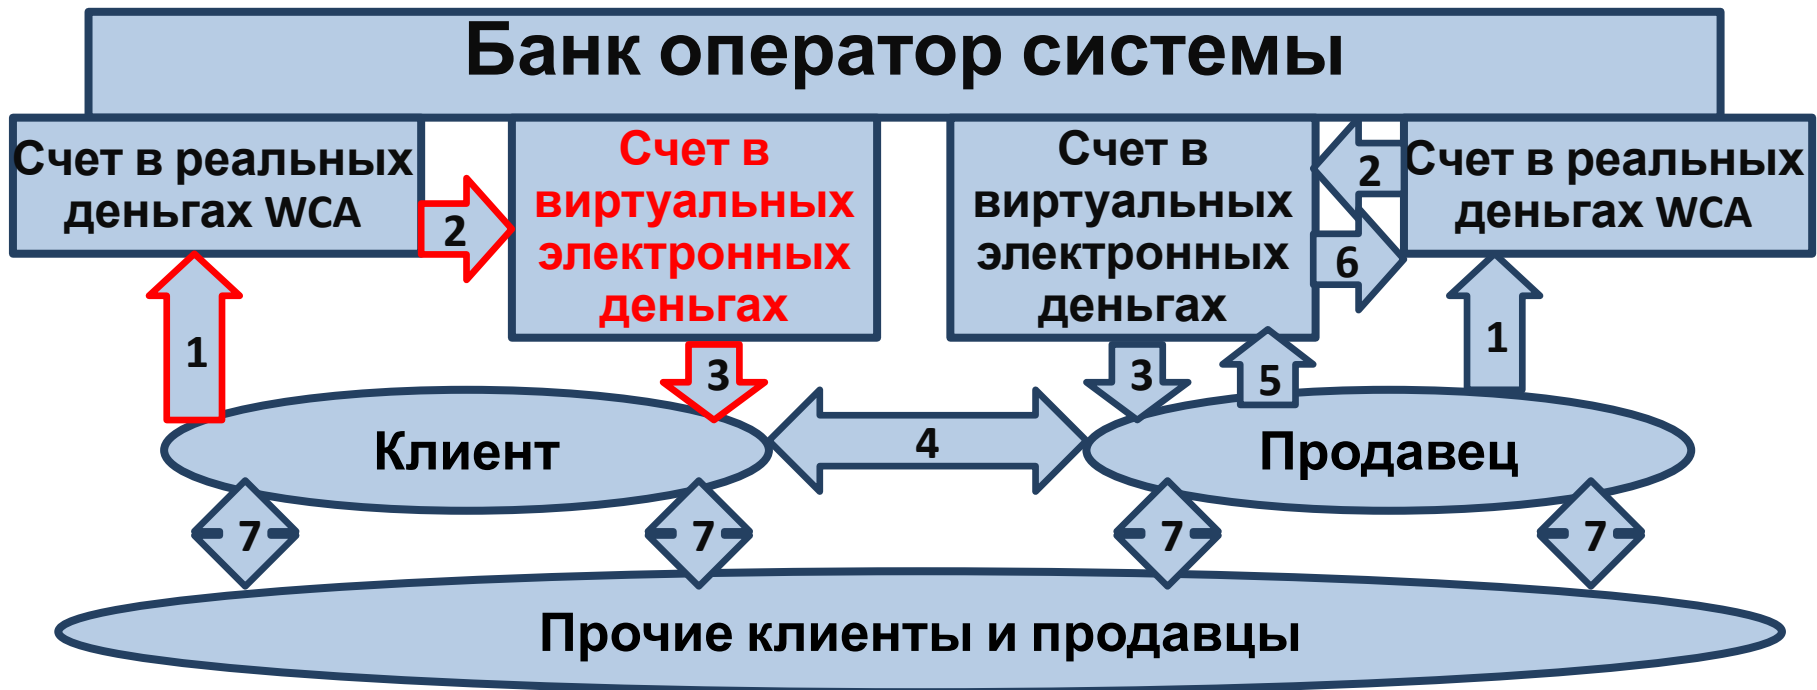 Банк оператор системы
Счет в реальных
деньгах WCA
2
Счет в
виртуальных
электронных
деньгах
Счет в
виртуальных
электронных
деньгах
2
6
Счет в реальных
деньгах WCA
1
3
3
5
1
Клиент
4
Продавец
7
7
7
7
Прочие клиенты и продавцы